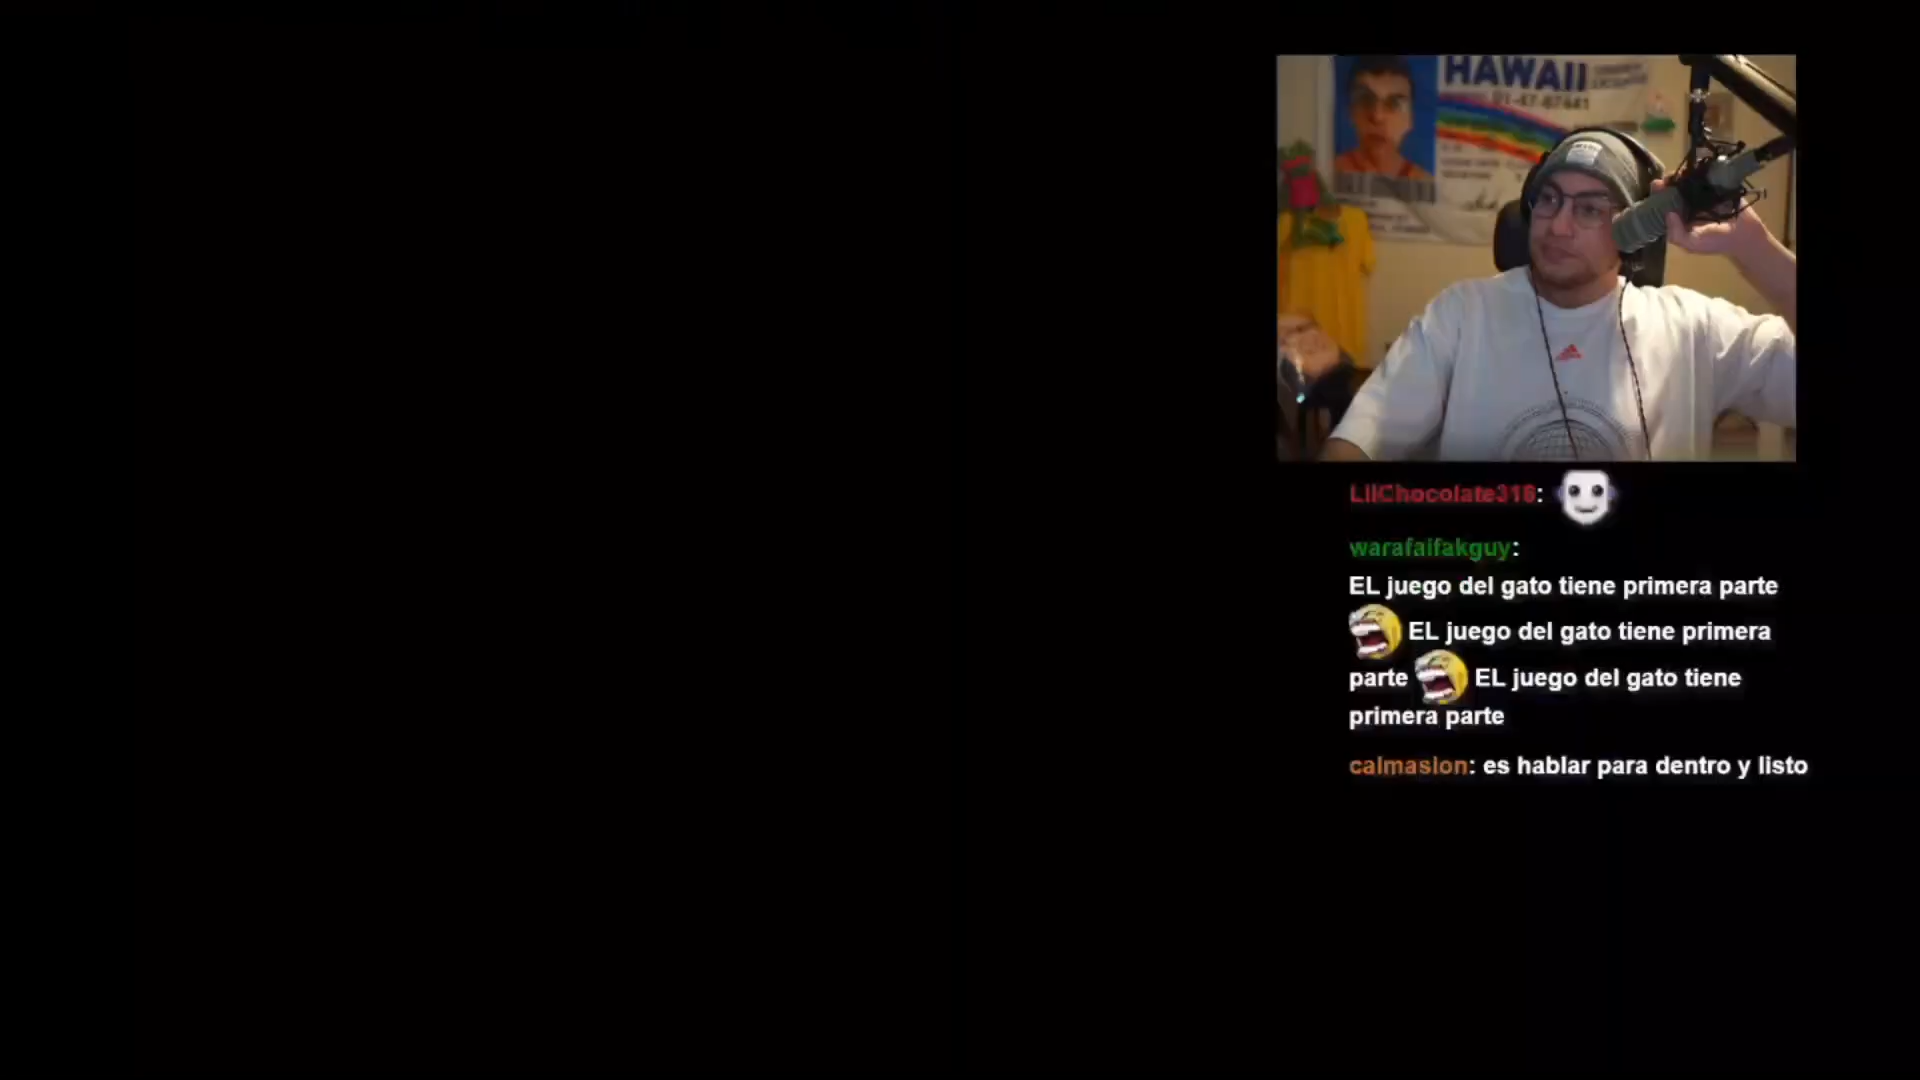 HAWAII
LilChocolate318:
warafaifakguy:
EL juego del gato tiene primera parte
EL juego del gato tiene primera
parte EL juego del gato tiene
primera parte
calmasion: es hablar para dentro y listo